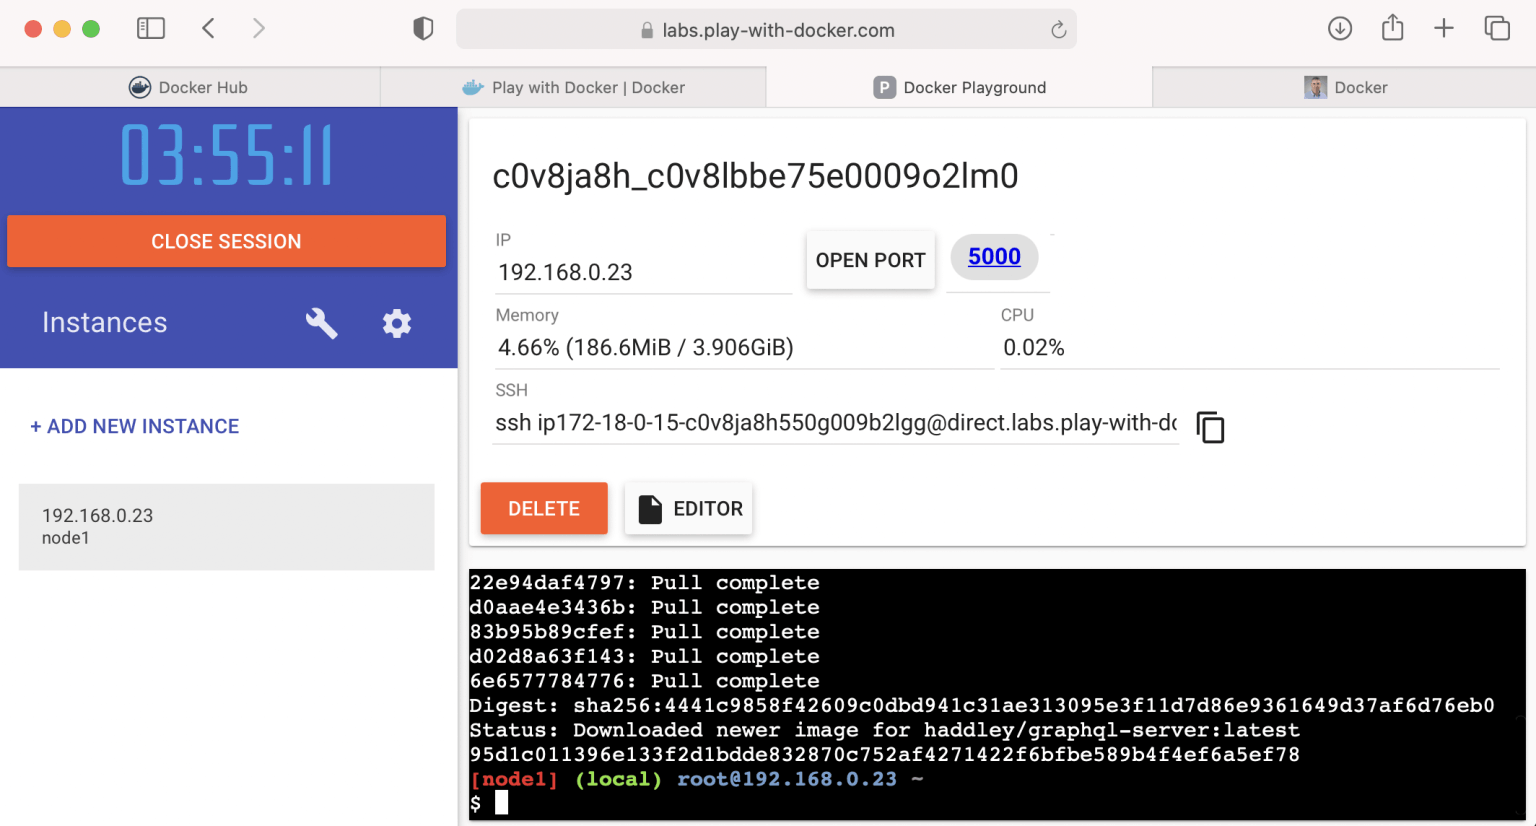 labs.play-with-docker.com
Docker Hub
Play with Docker | Docker
P
Docker Playground
Docker
03:55:11
CLOSE SESSION
Instances
+ ADD NEW INSTANCE
192.168.0.23
node1
c0v8ja8h_c0v8lbbe75e0009o2lm0
IP
192.168.0.23
OPEN PORT
5000
Memory
4.66% (186.6MiB / 3.906GiB)
CPU
0.02%
SSH
ssh ip172-18-0-15-c0v8ja8h550g009b2lgg@direct.labs.play-with-do
DELETE
EDITOR
22e94daf4797: Pull complete
d0aae4e3436b: Pull complete
83b95b89cfef: Pull complete
d02d8a63f143: Pull complete
6e6577784776: Pull complete
Digest: sha256:4441c9858f42609c0dbd941c31ae313095e3f11d7d86e9361649d37af6d76eb0
Status: Downloaded newer image for haddley/graphql-server:latest
95d1c011396e133f2d1bdde832870c752af4271422f6bfbe589b4f4ef6a5ef78
[node1] (local) root@192.168.0.23 ~
$